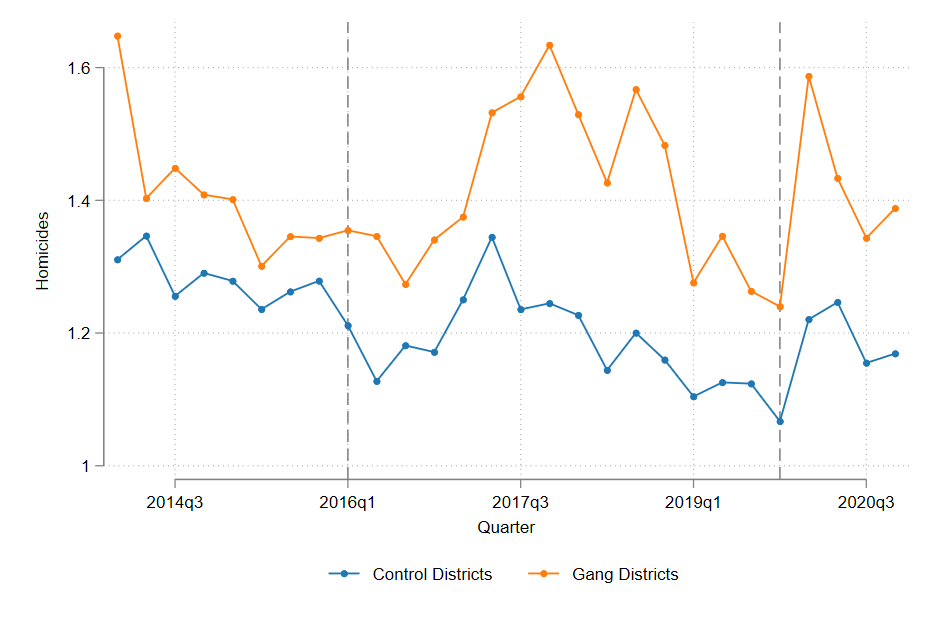 1.6
1.4
1.2
1
Homicides
2014q3 2016q1 2017q3 2019q1 2020q3
Quarter
Control Districts Gang Districts